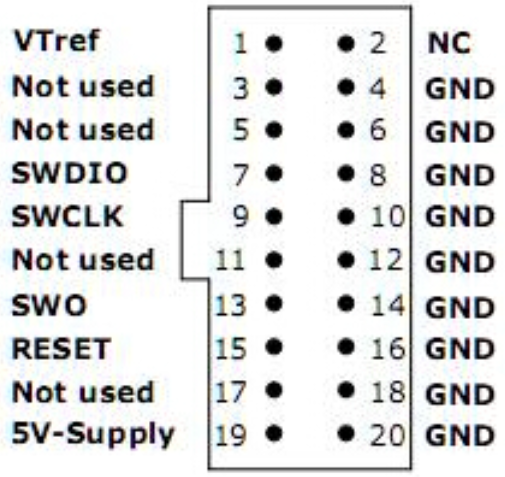 VTref 1 2 NC
Not used 3 4 GND
Not used 5 6 GND
SWDIO 7 8 GND
SWCLK 9 10 GND
Not used 11 12 GND
SWO 13 14 GND
RESET 15 16 GND
Not used 17 18 GND
5V-Supply 19 20 GND